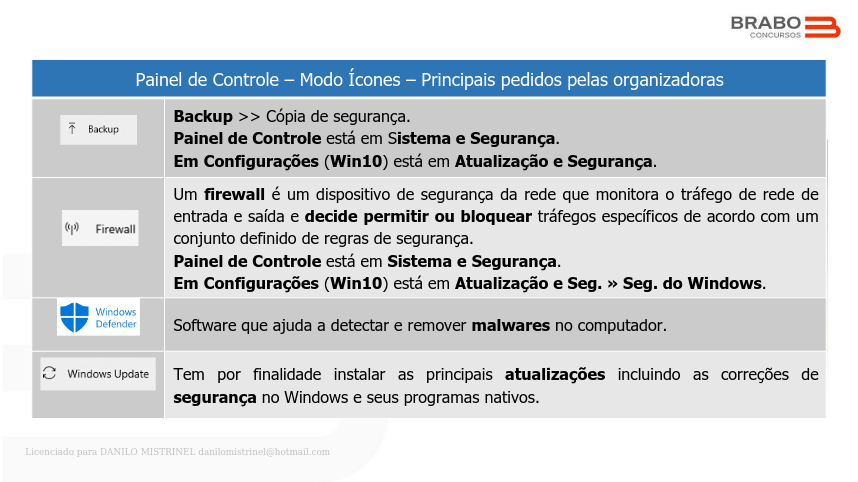 BRABO
CONCURSOS
Painel de Controle – Modo Ícones – Principais pedidos pelas organizadoras
Backup
Backup >> Cópia de segurança.
Painel de Controle está em Sistema e Segurança.
Em Configurações (Win10) está em Atualização e Segurança.
Firewall
Um firewall é um dispositivo de segurança da rede que monitora o tráfego de rede de
entrada e saída e decide permitir ou bloquear tráfegos específicos de acordo com um
conjunto definido de regras de segurança.
Painel de Controle está em Sistema e Segurança.
Em Configurações (Win10) está em Atualização e Seg. » Seg. do Windows.
Windows
Defender
Software que ajuda a detectar e remover malwares no computador.
Windows Update
Tem por finalidade instalar as principais atualizações incluindo as correções de
segurança no Windows e seus programas nativos.
Licenciado para DANILO MISTRINEL danilomistrinel@hotmail.com